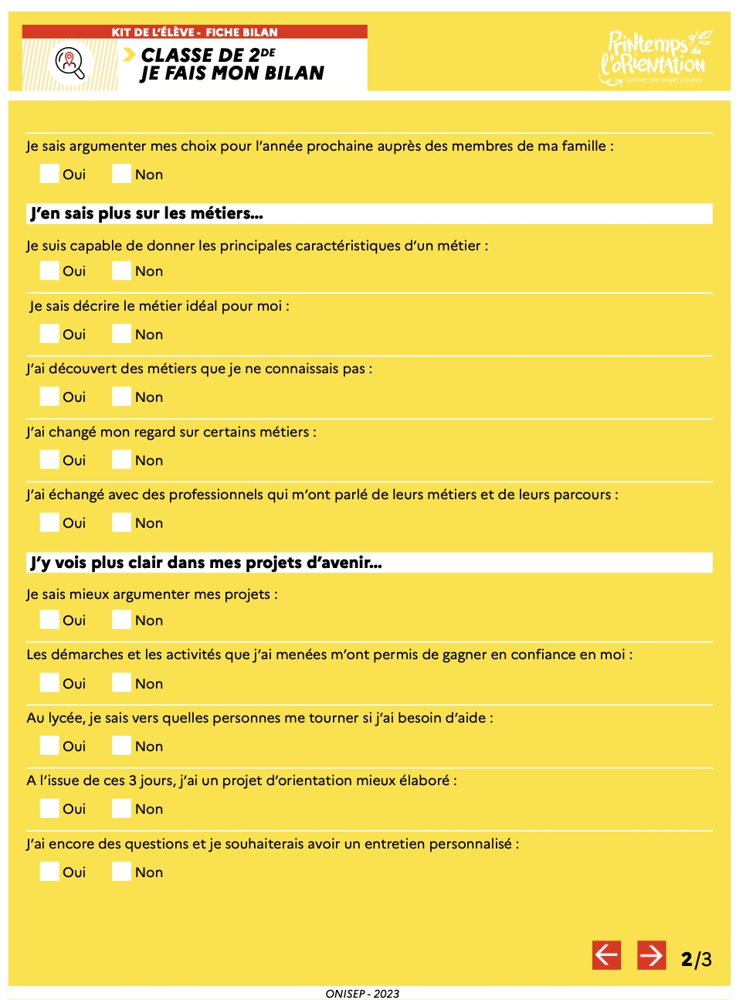 KIT DE L'ÉLÈVE - FICHE BILAN
CLASSE DE 2DE
JE FAIS MON BILAN
Printemps de
l'oRiENTATION
Cultiver son projet d'avenir
Je sais argumenter mes choix pour l'année prochaine auprès des membres de ma famille :
Oui Non
J'en sais plus sur les métiers...
Je suis capable de donner les principales caractéristiques d'un métier :
Oui Non
Je sais décrire le métier idéal pour moi :
Oui Non
J'ai découvert des métiers que je ne connaissais pas :
Oui Non
J'ai changé mon regard sur certains métiers :
Oui Non
J'ai échangé avec des professionnels qui m'ont parlé de leurs métiers et de leurs parcours :
Oui Non
J'y vois plus clair dans mes projets d'avenir...
Je sais mieux argumenter mes projets :
Oui Non
Les démarches et les activités que j'ai menées m'ont permis de gagner en confiance en moi :
Oui Non
Au lycée, je sais vers quelles personnes me tourner si j'ai besoin d'aide :
Oui Non
A l'issue de ces 3 jours, j'ai un projet d'orientation mieux élaboré :
Oui Non
J'ai encore des questions et je souhaiterais avoir un entretien personnalisé :
Oui Non
2/3
ONISEP - 2023